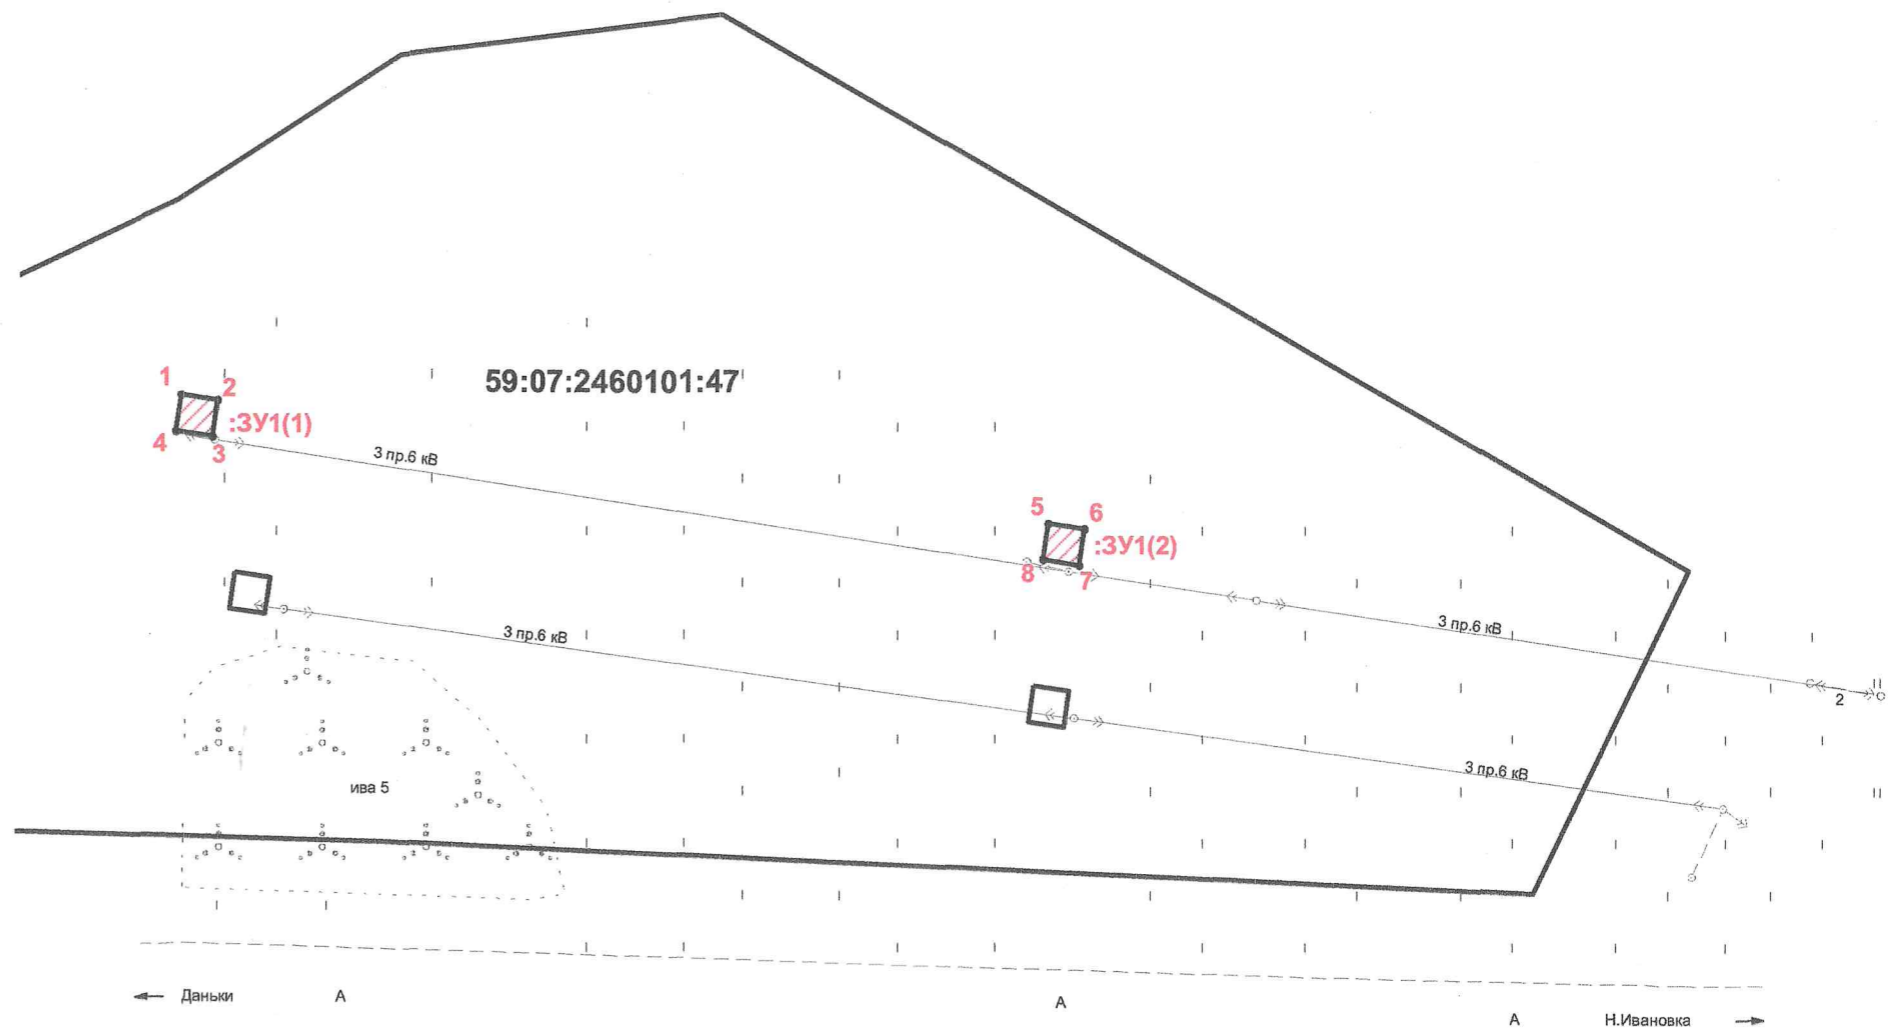 59:07:2460101:47
1
2
:ЗУ1(1)
4
3
3 пр.6 кВ
5
6
:ЗУ1(2)
8
7
3 пр.6 кВ
3 пр.6 кВ
2
3 пр.6 кВ
ива 5
Даньки
А
А
А
Н.Ивановка